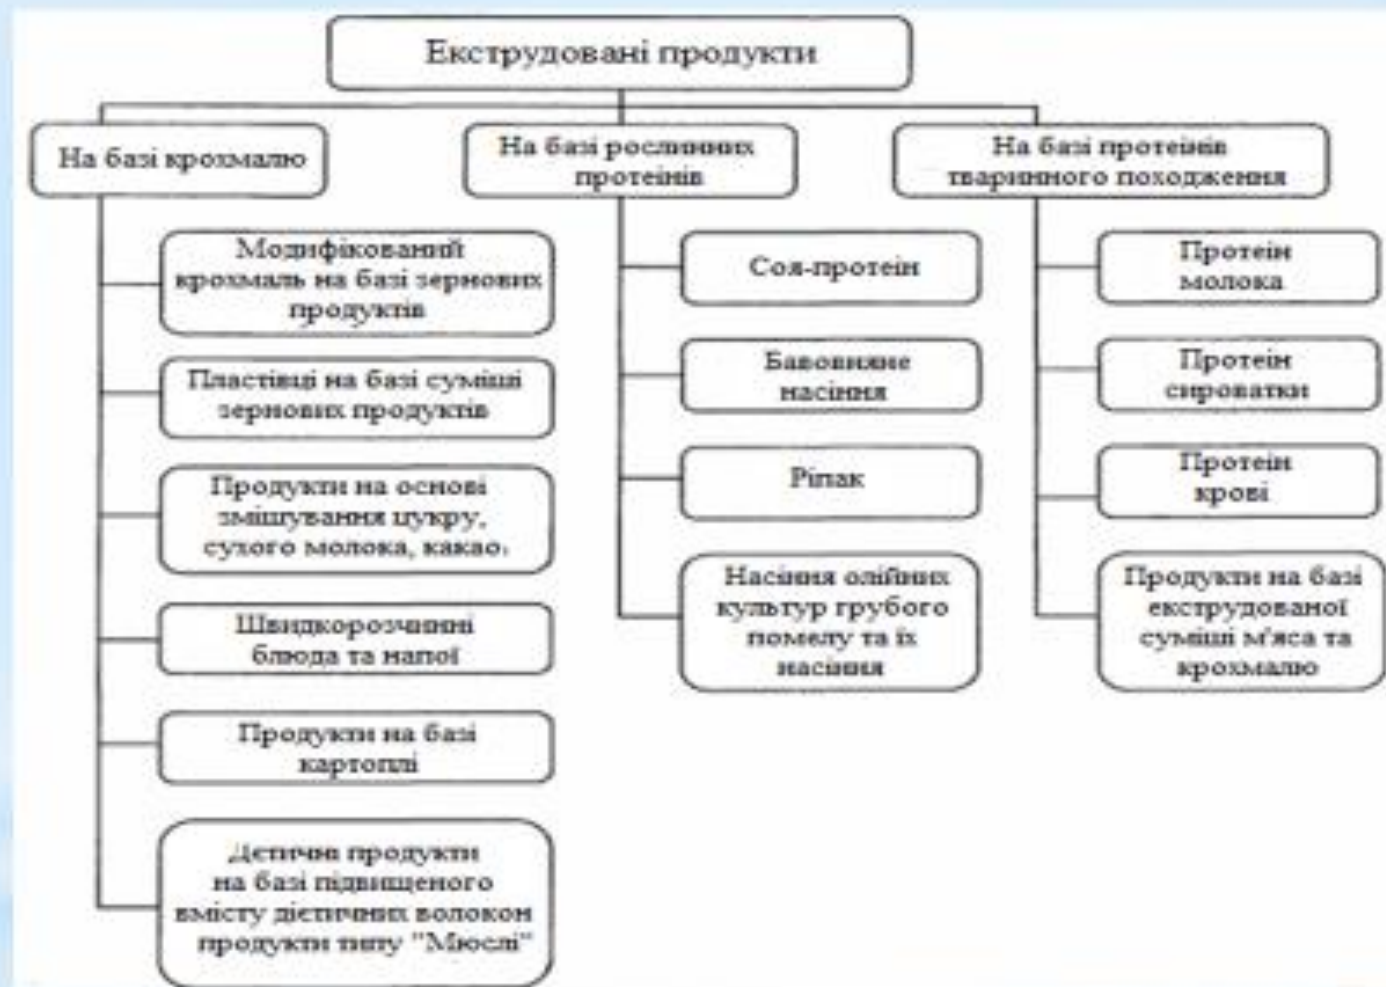 Екструдовані продукти
На базі крохмалю
Модифікований
крохмаль на базі зернових
продуктів
Пластівці на базі суміші
зернових продуктів
Продукти на основі
змішування цукру,
сухого молока, какао.
Швидкорозчинні
блюда та напої
Продукти на базі
картоплі
Дєтичні продукти
на базі підвищеного
вмісту дієтичних волокон
продукти типу "Мюслі"
На базі рослинних
протеїнів
Соя-протеїн
Бавовняне
насіння
Ріпак
Насіння олійних
культур грубого
помелу та їх
насіння
На базі протеїнів
тваринного походження
Протеїн
молока
Протеїн
сироватки
Протеїн
крові
Продукти на базі
екструдованої
суміші м'яса та
крохмалю